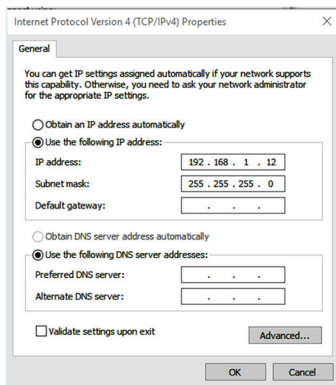 Internet Protocol Version 4 (TCP/IPv4) Properties
General
You can get IP settings assigned automatically if your network supports
this capability. Otherwise, you need to ask your network administrator
for the appropriate IP settings.
Obtain an IP address automatically
Use the following IP address:
IP address: 192 . 168 . 1 . 12
Subnet mask: 255 . 255 . 255 . 0
Default gateway: . . .
Obtain DNS server address automatically
Use the following DNS server addresses:
Preferred DNS server: . . .
Alternate DNS server: . . .
Validate settings upon exit
Advanced...
OK Cancel